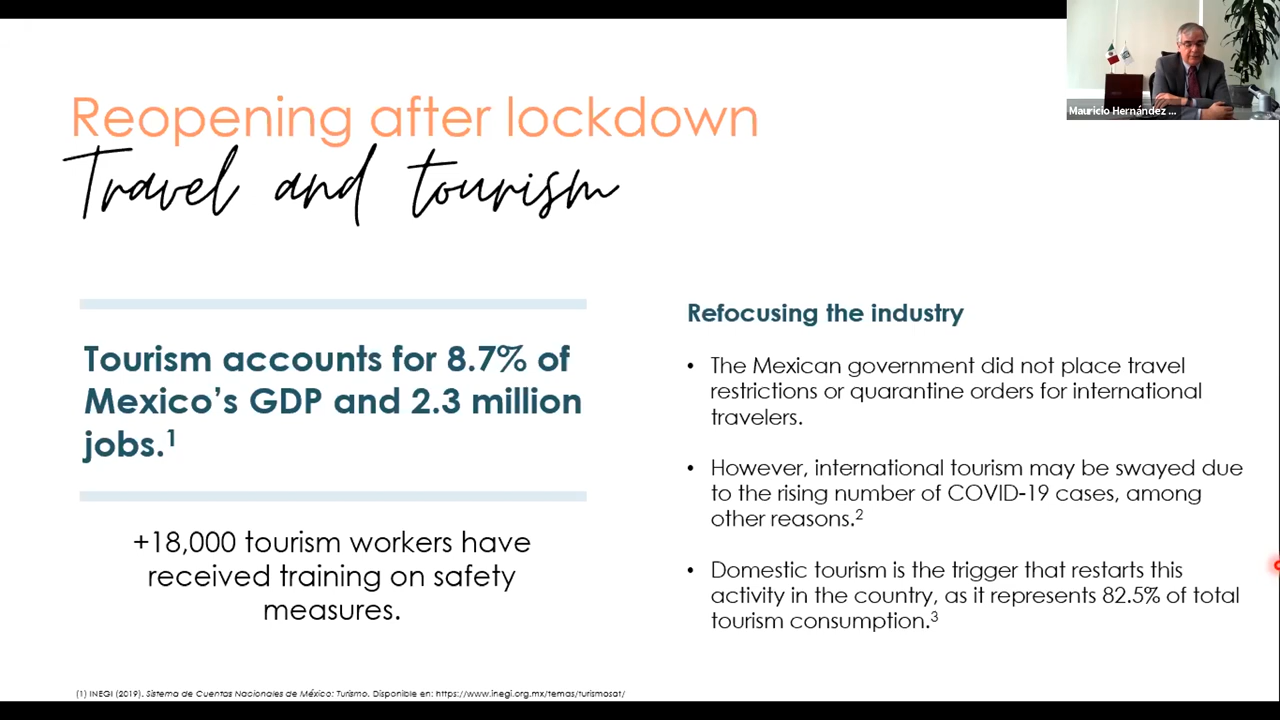 Reopening after lockdown
Travel and tourism
Tourism accounts for 8.7% of
Mexico's GDP and 2.3 million
jobs.¹
+18,000 tourism workers have
received training on safety
measures.
Refocusing the industry
• The Mexican government did not place travel
restrictions or quarantine orders for international
travelers.
• However, international tourism may be swayed due
to the rising number of COVID-19 cases, among
other reasons.²
• Domestic tourism is the trigger that restarts this
activity in the country, as it represents 82.5% of total
tourism consumption.³
(1) INEGI (2019). Sistema de Cuentas Nacionales de México: Turismo. Disponible en: https://www.inegi.org.mx/temas/turismosat/
Mauricio Hernández ...